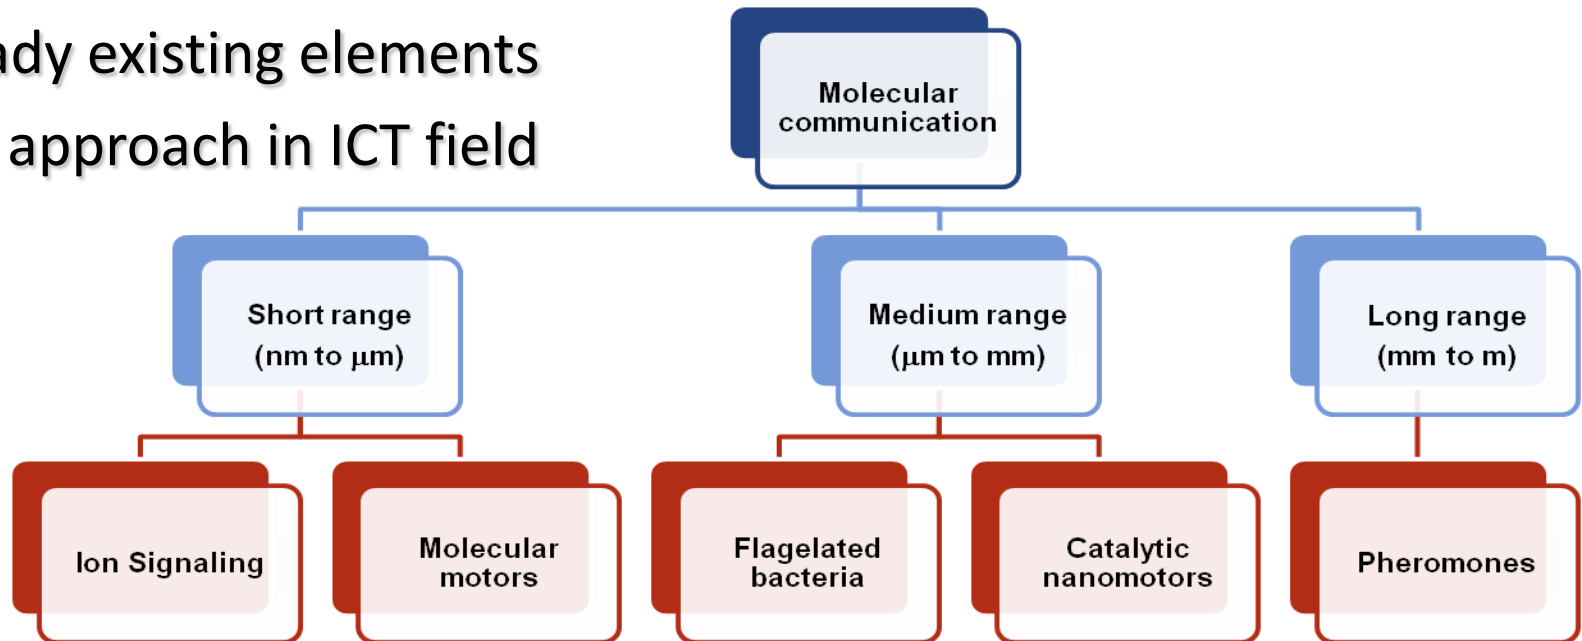 ady existing elements
approach in ICT field
Molecular
communication
Short range
(nm to μm)
Medium range
(μm to mm)
Long range
(mm to m)
Ion Signaling
Molecular
motors
Flagelated
bacteria
Catalytic
nanomotors
Pheromones